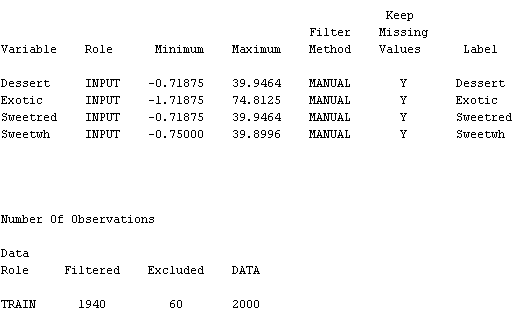 Keep
Filter Missing
Variable Role Minimum Maximum Method Values Label
Dessert INPUT -0.71875 39.9464 MANUAL Y Dessert
Exotic INPUT -1.71875 74.8125 MANUAL Y Exotic
Sweetred INPUT -0.71875 39.9464 MANUAL Y Sweetred
Sweetwh INPUT -0.75000 39.8996 MANUAL Y Sweetwh
Number Of Observations
Data
Role Filtered Excluded DATA
TRAIN 1940 60 2000